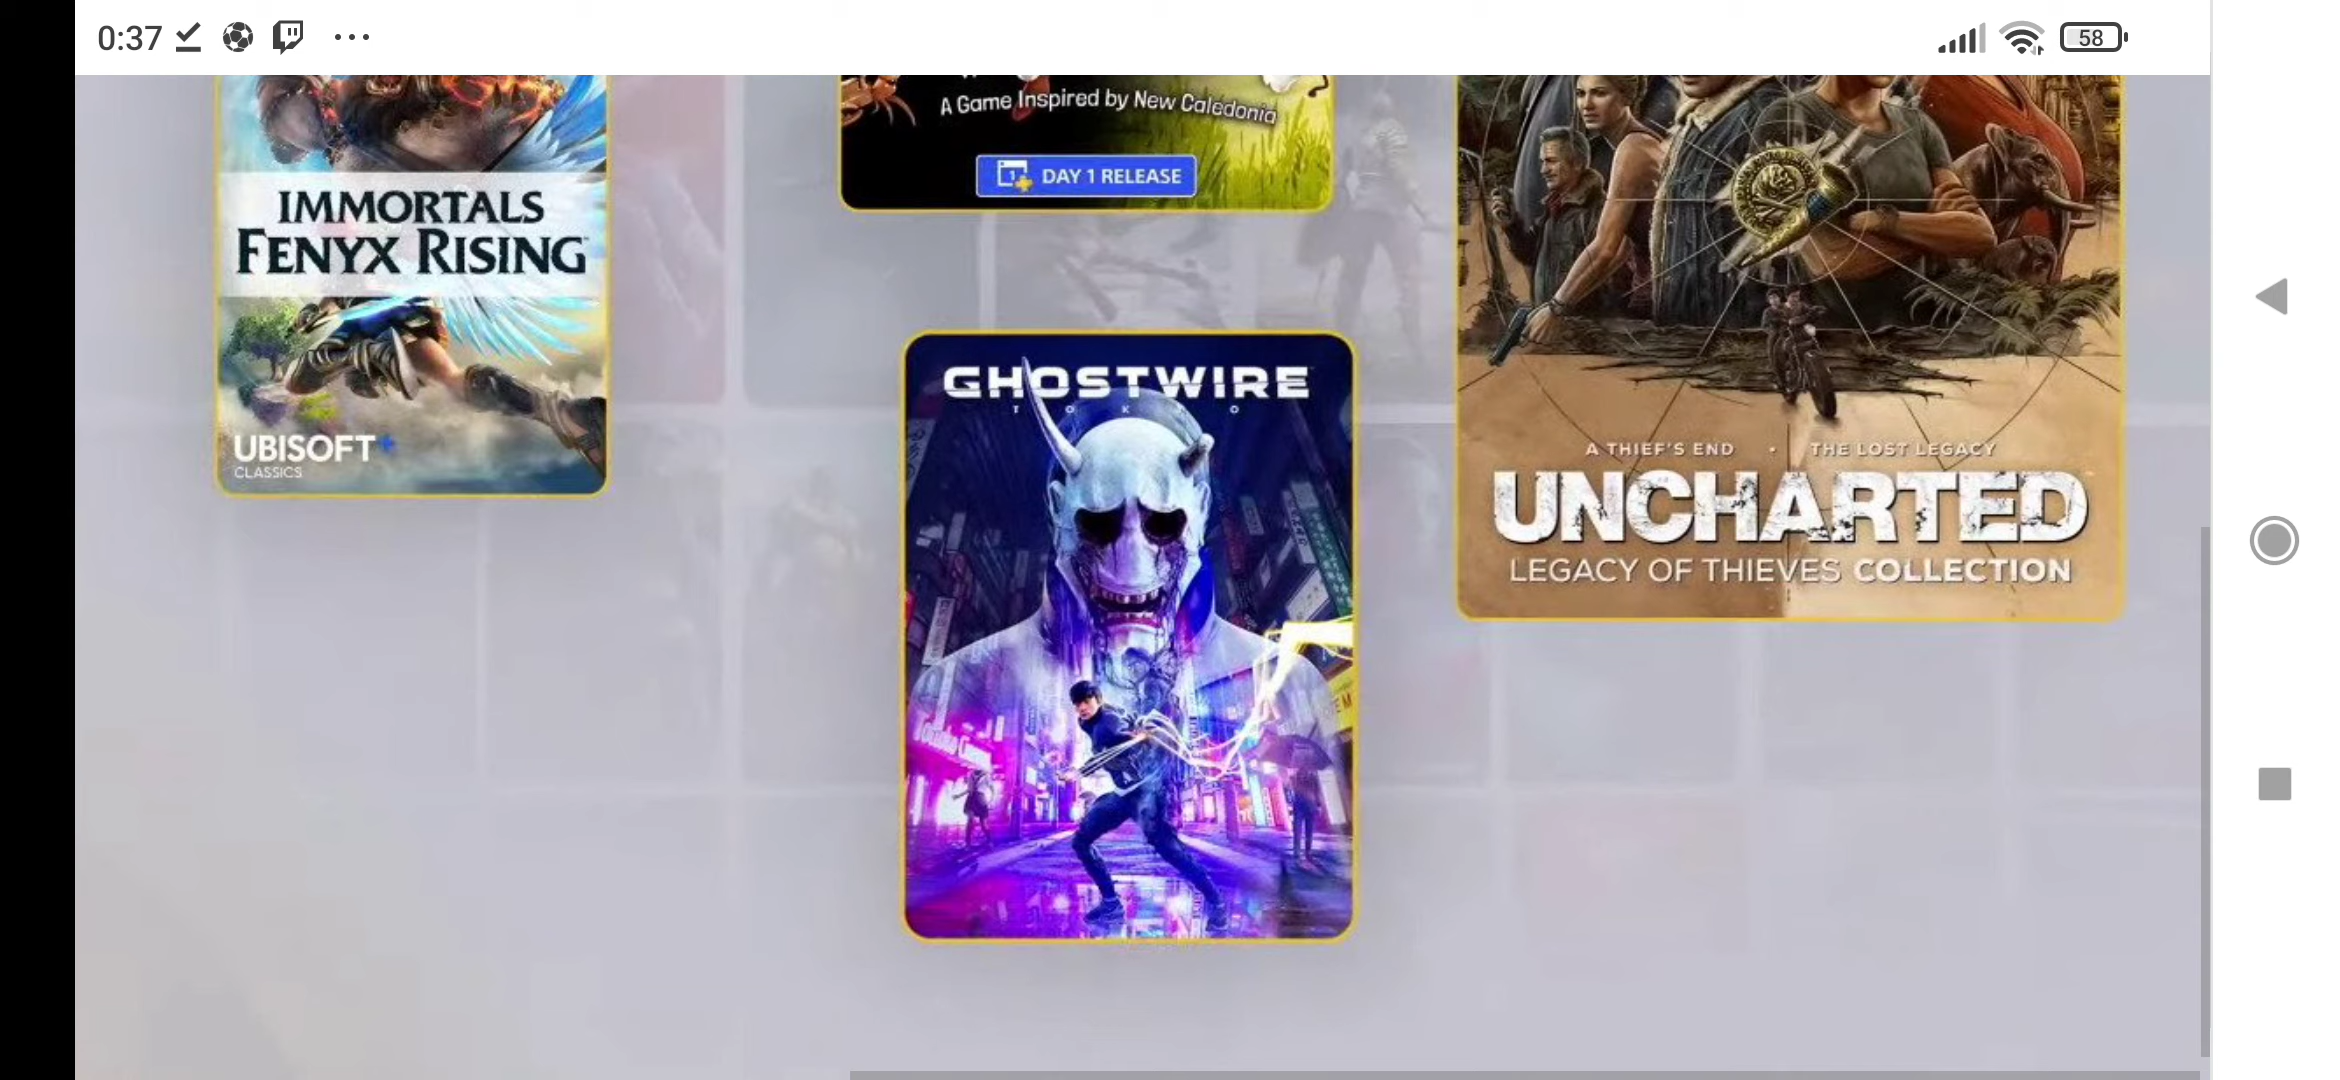 0:37
58
A Game Inspired by New Caledonia
DAY 1 RELEASE
IMMORTALS
FENYX RISING
UBISOFT+
CLASSICS
GHOSTWIRE
TOKYO
A THIEF'S END • THE LOST LEGACY
UNCHARTED
LEGACY OF THIEVES COLLECTION